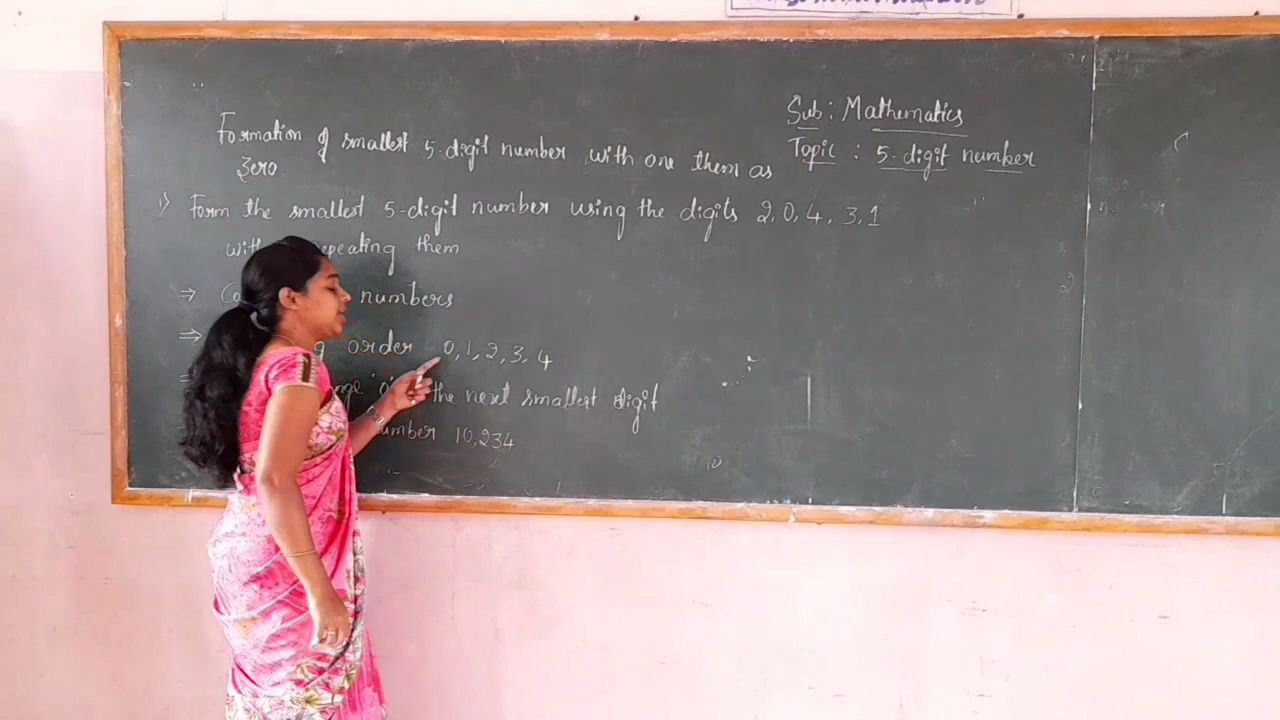 Sub: Mathematics
Topic : 5-digit number
Formation of smallest 5-digit number with one them as
Zero
1) Form the smallest 5-digit number using the digits 2, 0, 4, 3, 1
repeating them
⇒ numbers
⇒ order 0, 1, 2, 3, 4
the next smallest digit
number 10,234